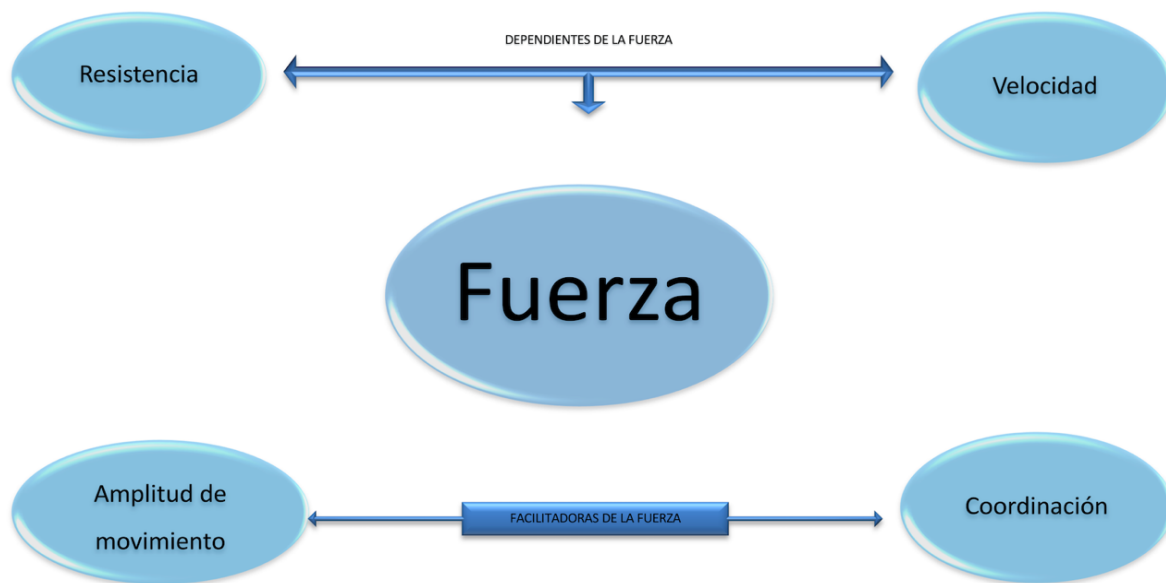 DEPENDIENTES DE LA FUERZA
Resistencia
Velocidad
Fuerza
Amplitud de
movimiento
FACILITADORAS DE LA FUERZA
Coordinación